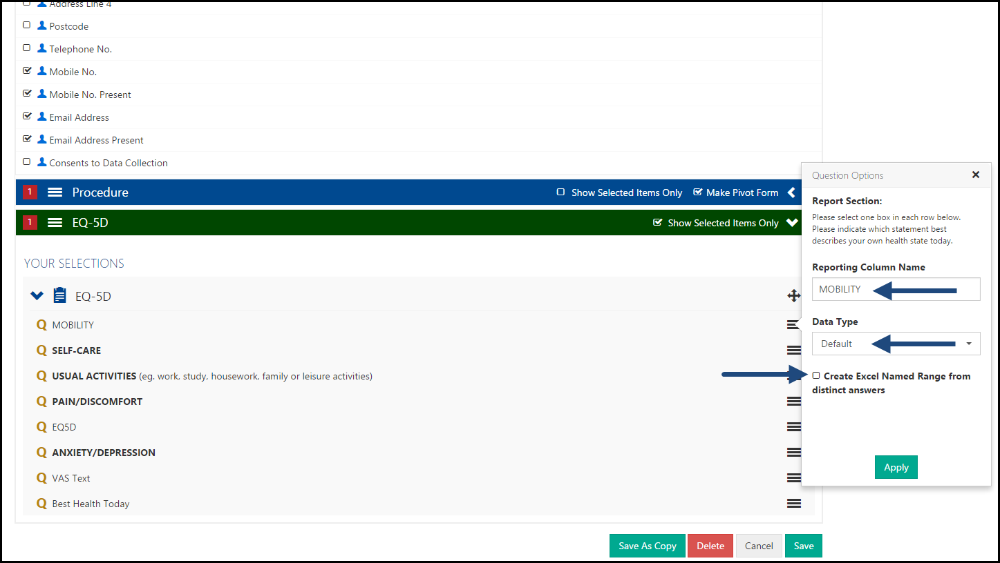 Address Line 4
Postcode
Telephone No.
Mobile No.
Mobile No. Present
Email Address
Email Address Present
Consents to Data Collection
1 Procedure Show Selected Items Only Make Pivot Form
1 EQ-5D Show Selected Items Only
YOUR SELECTIONS
EQ-5D
Q MOBILITY
Q SELF-CARE
Q USUAL ACTIVITIES (eg. work, study, housework, family or leisure activities)
Q PAIN/DISCOMFORT
Q EQ5D
Q ANXIETY/DEPRESSION
Q VAS Text
Q Best Health Today
Question Options
Report Section:
Please select one box in each row below.
Please indicate which statement best
describes your own health state today.
Reporting Column Name
MOBILITY
Data Type
Default
Create Excel Named Range from
distinct answers
Apply
Save As Copy Delete Cancel Save